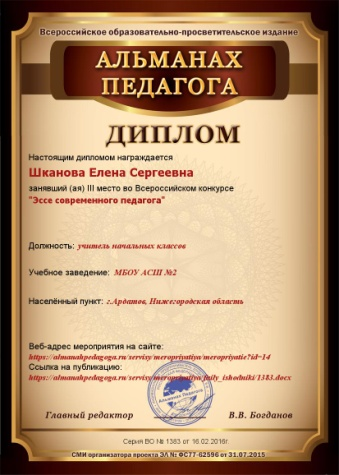 Всероссийское образовательно-просветительское издание
АЛЬМАНАХ
ПЕДАГОГА
ДИПЛОМ
Настоящим дипломом награждается
Шканова Елена Сергеевна
занявший (ая) III место во Всероссийском конкурсе
"Эссе современного педагога"
Должность: учитель начальных классов
Учебное заведение: МБОУ АСШ №2
Населённый пункт: г.Ардатов, Нижегородская область
Веб-адрес мероприятия на сайте:
https://almanahpedagoga.ru/servisy/meropriyatiya/meropriyatie?id=14
Ссылка на публикацию:
https://almanahpedagoga.ru/servisy/meropriyatiya/faily_ishodniki/1383.docx
Альманах Педагога
Главный редактор В.В. Богданов
Серия ВО № 1383 от 16.02.2016г.
СМИ организатора проекта ЭЛ № ФС77-62596 от 31.07.2015